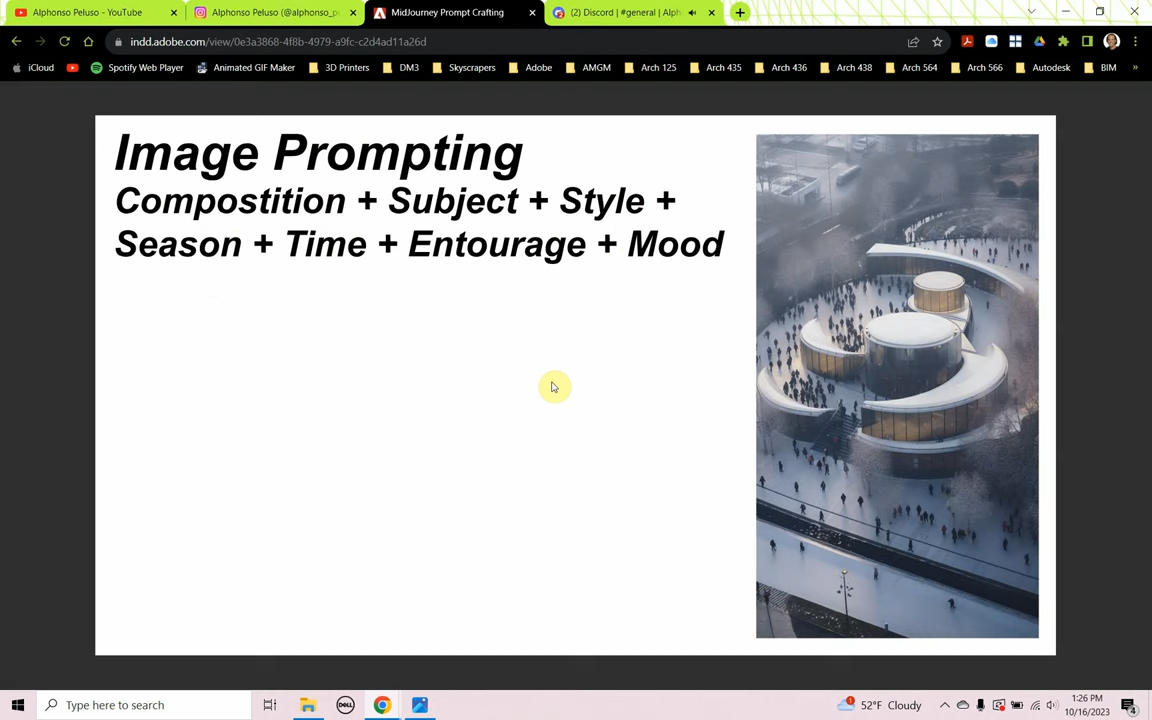 Alphonso Peluso - YouTube
Alphonso Peluso (@alphonso_p
MidJourney Prompt Crafting
(2) Discord | #general | Alph
indd.adobe.com/view/0e3a3868-4f8b-4979-a9fc-c2d4ad11a26d
iCloud
Spotify Web Player
Animated GIF Maker
3D Printers
DM3
Skyscrapers
Adobe
AMGM
Arch 125
Arch 435
Arch 436
Arch 438
Arch 564
Arch 566
Autodesk
BIM
»
Image Prompting
Compostition + Subject + Style +
Season + Time + Entourage + Mood
Type here to search
DELL
1
52°F Cloudy
1:26 PM
10/16/2023
4